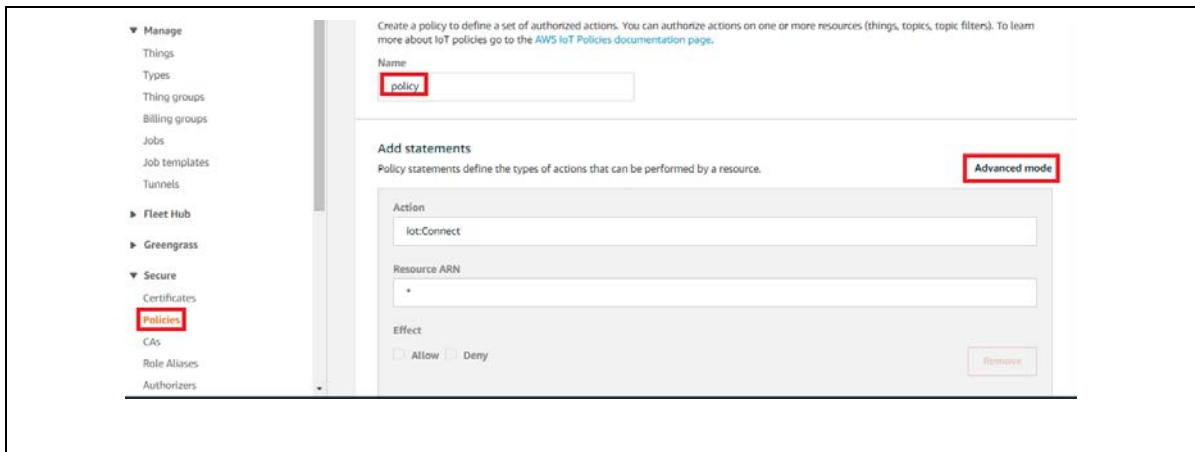 Manage
Things
Types
Thing groups
Billing groups
Jobs
Job templates
Tunnels
Fleet Hub
Greengrass
Secure
Certificates
Policies
CAs
Role Aliases
Authorizers
Create a policy to define a set of authorized actions. You can authorize actions on one or more resources (things, topics, topic filters). To learn
more about IoT policies go to the AWS IoT Policies documentation page.
Name
policy
Add statements
Policy statements define the types of actions that can be performed by a resource.
Advanced mode
Action
iot:Connect
Resource ARN
*
Effect
Allow Deny
Remove